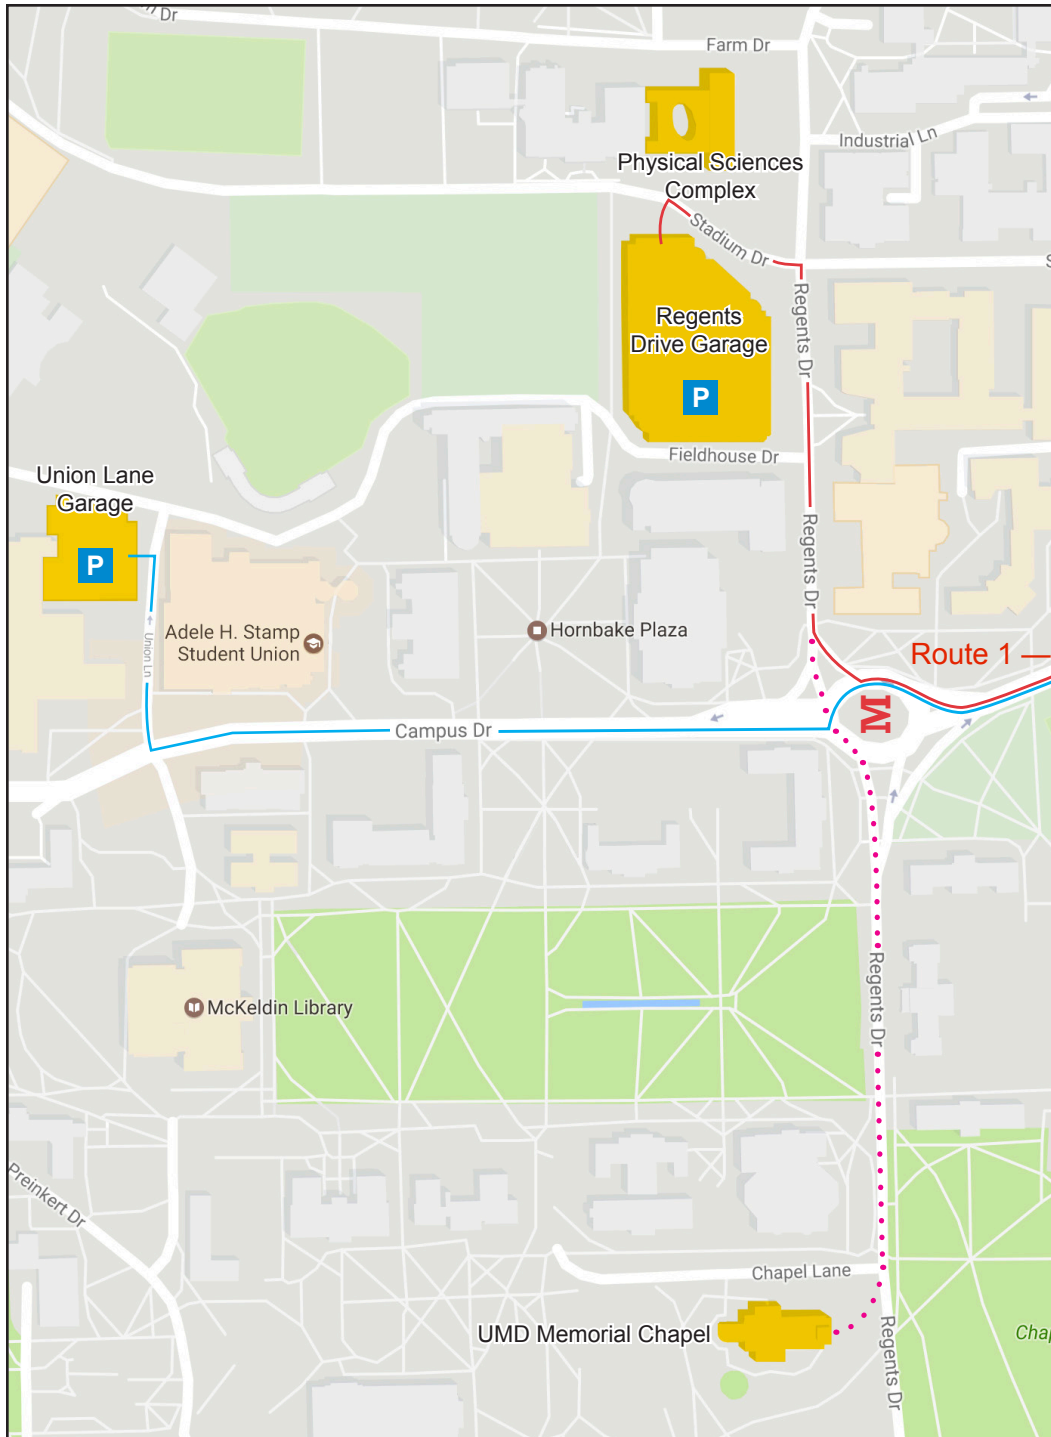 n Dr
Farm Dr
Industrial Ln
Physical Sciences
Complex
Stadium Dr
S
Regents Dr
Regents
Drive Garage
P
Fieldhouse Dr
Union Lane
Garage
P
Regents Dr
Adele H. Stamp
Student Union
Union Ln
Hornbake Plaza
Route 1
M
Campus Dr
Regents Dr
McKeldin Library
Preinkert Dr
Chapel Lane
UMD Memorial Chapel
Regents Dr
Chap